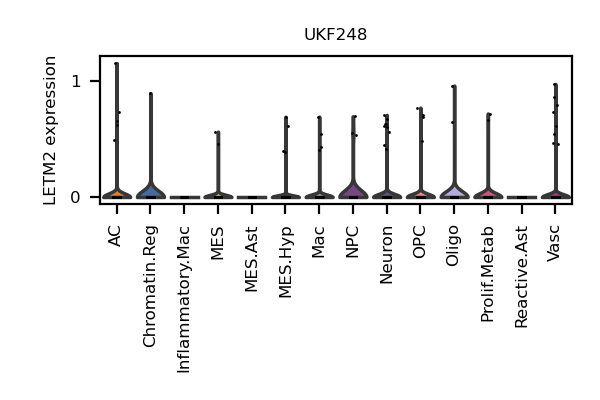 UKF248
LETM2 expression
1
0
AC
Chromatin.Reg
Inflammatory.Mac
MES
MES.Ast
MES.Hyp
Mac
NPC
Neuron
OPC
Oligo
Prolif.Metab
Reactive.Ast
Vasc